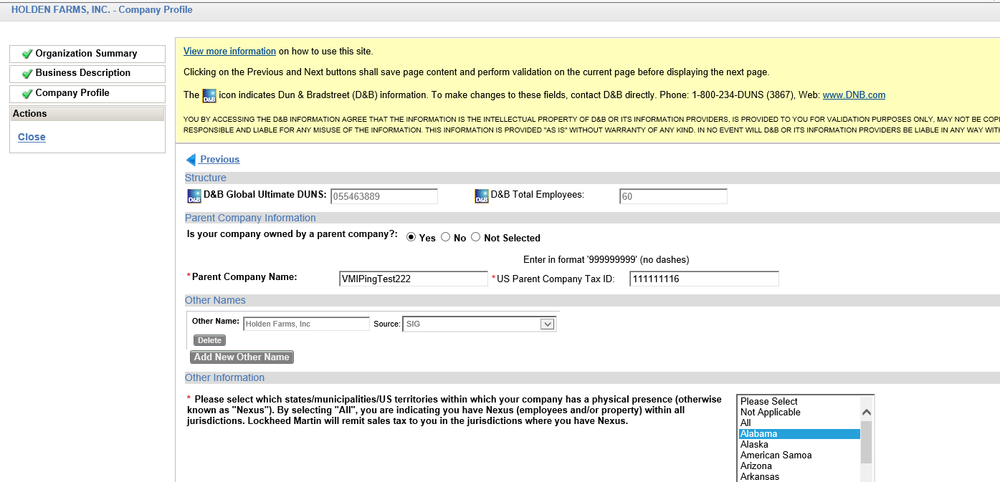 HOLDEN FARMS, INC. - Company Profile
Organization Summary
Business Description
Company Profile
Actions
Close
View more information on how to use this site.
Clicking on the Previous and Next buttons shall save page content and perform validation on the current page before displaying the next page.
The D&B icon indicates Dun & Bradstreet (D&B) information. To make changes to these fields, contact D&B directly. Phone: 1-800-234-DUNS (3867), Web: www.DNB.com
YOU BY ACCESSING THE D&B INFORMATION AGREE THAT THE INFORMATION IS THE INTELLECTUAL PROPERTY OF D&B OR ITS INFORMATION PROVIDERS, IS PROVIDED TO YOU FOR VALIDATION PURPOSES ONLY, MAY NOT BE COPI
RESPONSIBLE AND LIABLE FOR ANY MISUSE OF THE INFORMATION. THIS INFORMATION IS PROVIDED "AS IS" WITHOUT WARRANTY OF ANY KIND. IN NO EVENT WILL D&B OR ITS INFORMATION PROVIDERS BE LIABLE IN ANY WAY WITH
Previous
Structure
D&B D&B Global Ultimate DUNS: 055463889 D&B D&B Total Employees: 60
Parent Company Information
Is your company owned by a parent company?: Yes No Not Selected
Enter in format '999999999' (no dashes)
*Parent Company Name: VMIPingTest222 *US Parent Company Tax ID: 111111116
Other Names
Other Name: Holden Farms, Inc Source: SIG
Delete
Add New Other Name
Other Information
* Please select which states/municipalities/US territories within which your company has a physical presence (otherwise
known as "Nexus"). By selecting "All", you are indicating you have Nexus (employees and/or property) within all
jurisdictions. Lockheed Martin will remit sales tax to you in the jurisdictions where you have Nexus.
Please Select
Not Applicable
All
Alabama
Alaska
American Samoa
Arizona
Arkansas